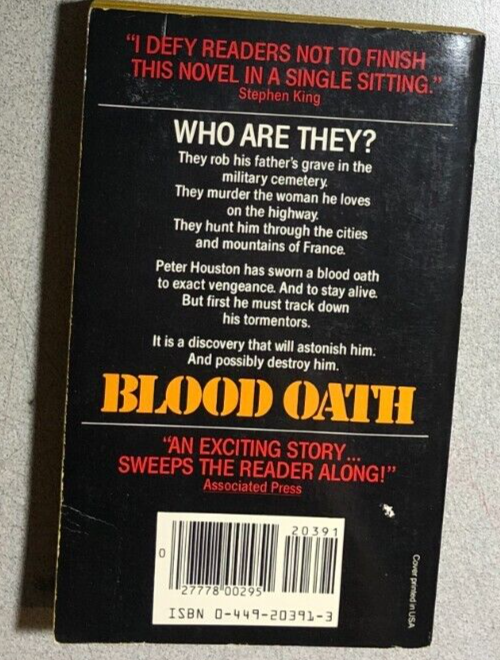 “I DEFY READERS NOT TO FINISH
THIS NOVEL IN A SINGLE SITTING.”
Stephen King
WHO ARE THEY?
They rob his father's grave in the
military cemetery.
They murder the woman he loves
on the highway.
They hunt him through the cities
and mountains of France.
Peter Houston has sworn a blood oath
to exact vengeance. And to stay alive.
But first he must track down
his tormentors.
It is a discovery that will astonish him.
And possibly destroy him.
BLOOD OATH
“AN EXCITING STORY...
SWEEPS THE READER ALONG!”
Associated Press
20391
0
27778 00295
ISBN 0-449-20391-3
Cover printed in USA